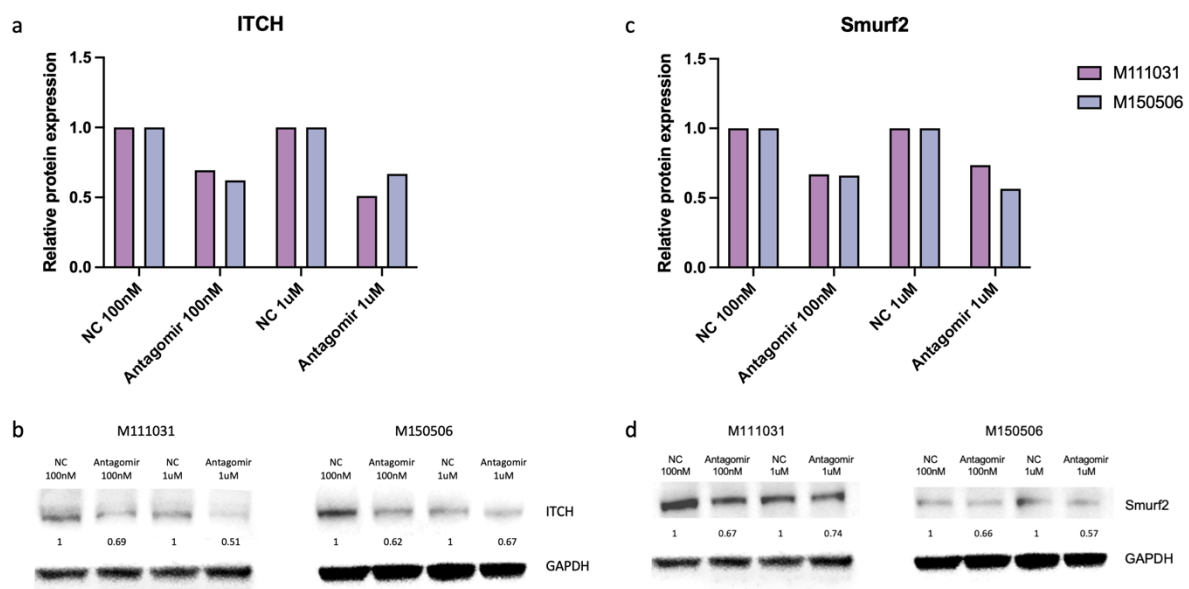 a
ITCH
Relative protein expression
1.5
1.0
0.5
0.0
NC 100nM
Antagomir 100nM
NC 1uM
Antagomir 1uM
c
Smurf2
Relative protein expression
1.5
1.0
0.5
0.0
NC 100nM
Antagomir 100nM
NC 1uM
Antagomir 1uM
M111031
M150506
b
M111031
NC Antagomir NC Antagomir
100nM 100nM 1uM 1uM
1 0.69 1 0.51
M150506
NC Antagomir NC Antagomir
100nM 100nM 1uM 1uM
ITCH
1 0.62 1 0.67
GAPDH
d
M111031
NC Antagomir NC Antagomir
100nM 100nM 1uM 1uM
1 0.67 1 0.74
M150506
NC Antagomir NC Antagomir
100nM 100nM 1uM 1uM
Smurf2
1 0.66 1 0.57
GAPDH